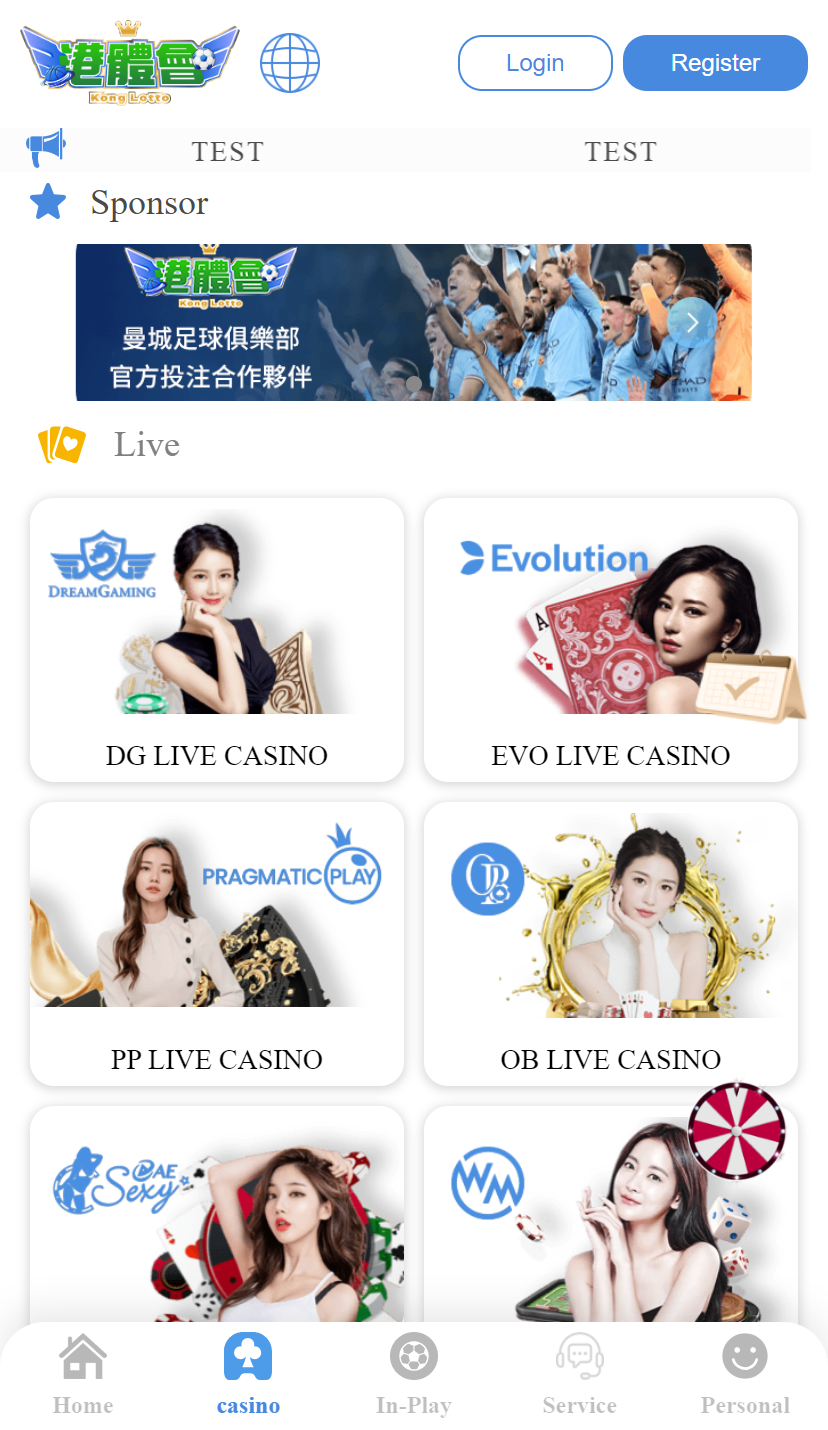 港體會
Kong Lotto
Login
Register
TEST
TEST
Sponsor
港體會
Kong Lotto
曼城足球俱樂部
官方投注合作夥伴
Live
DREAMGAMING
Evolution
A
A
DG LIVE CASINO
EVO LIVE CASINO
PRAGMATIC PLAY
OB
PP LIVE CASINO
OB LIVE CASINO
AE
Sexy
WM
Home
casino
In-Play
Service
Personal